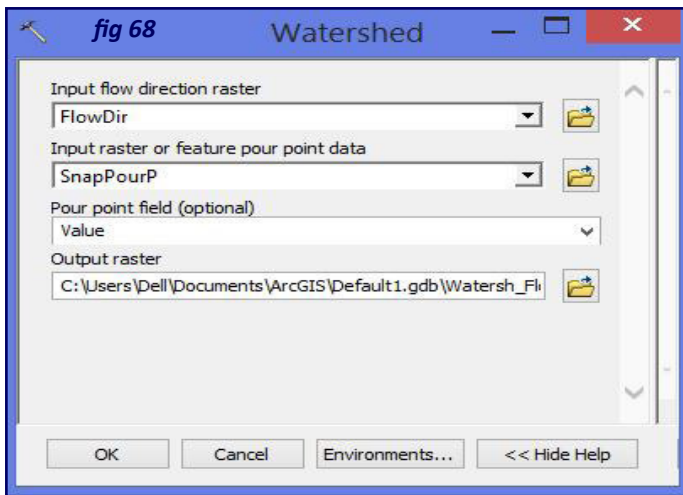 fig 68
Watershed
Input flow direction raster
FlowDir
Input raster or feature pour point data
SnapPourP
Pour point field (optional)
Value
Output raster
C:\Users\Dell\Documents\ArcGIS\Default1.gdb\Watersh_Fl
OK Cancel Environments... << Hide Help